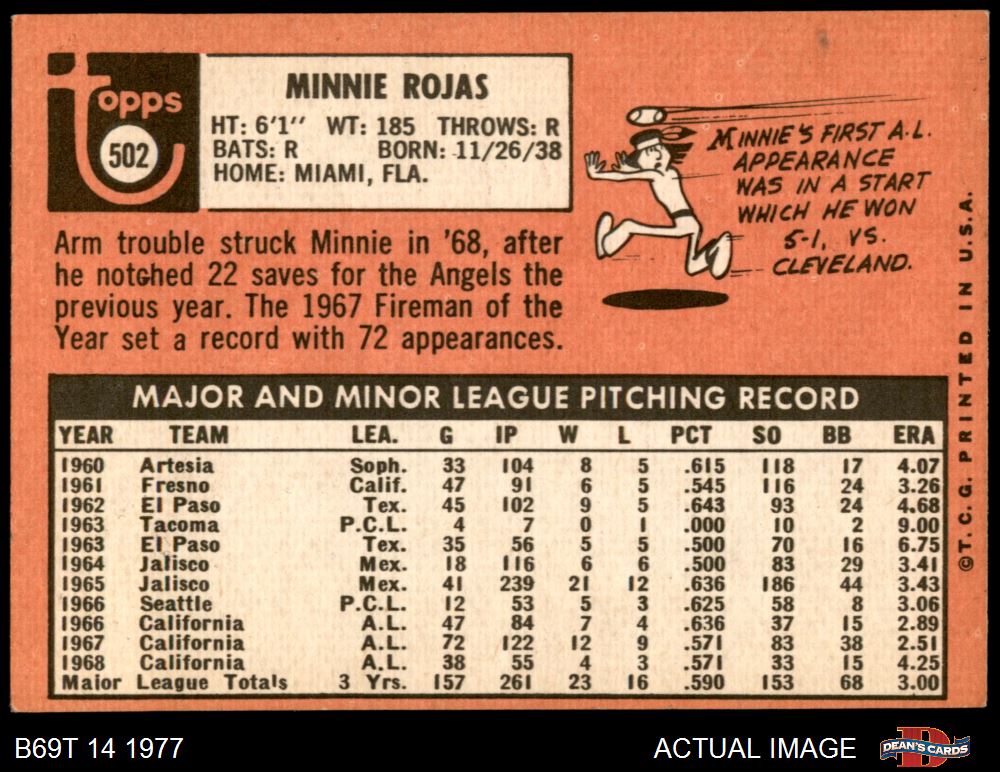 topps
502
MINNIE ROJAS
HT: 6'1" WT: 185 THROWS: R
BATS: R BORN: 11/26/38
HOME: MIAMI, FLA.
Arm trouble struck Minnie in '68, after
he notched 22 saves for the Angels the
previous year. The 1967 Fireman of the
Year set a record with 72 appearances.
MINNIE'S FIRST A.L.
APPEARANCE
WAS IN A START
WHICH HE WON
5-1, VS.
CLEVELAND.
©T. C. G. PRINTED IN U.S.A.
MAJOR AND MINOR LEAGUE PITCHING RECORD
YEAR TEAM LEA. G IP W L PCT SO BB ERA
1960 Artesia Soph. 33 104 8 5 .615 118 17 4.07
1961 Fresno Calif. 47 91 6 5 .545 116 24 3.26
1962 El Paso Tex. 45 102 9 5 .643 93 24 4.68
1963 Tacoma P.C.L. 4 7 0 1 .000 10 2 9.00
1963 El Paso Tex. 35 56 5 5 .500 70 16 6.75
1964 Jalisco Mex. 18 116 6 6 .500 83 29 3.41
1965 Jalisco Mex. 41 239 21 12 .636 186 44 3.43
1966 Seattle P.C.L. 12 53 5 3 .625 58 8 3.06
1966 California A.L. 47 84 7 4 .636 37 15 2.89
1967 California A.L. 72 122 12 9 .571 83 38 2.51
1968 California A.L. 38 55 4 3 .571 33 15 4.25
Major League Totals 3 Yrs. 157 261 23 16 .590 153 68 3.00
B69T 14 1977
ACTUAL IMAGE
DEAN'S CARDS